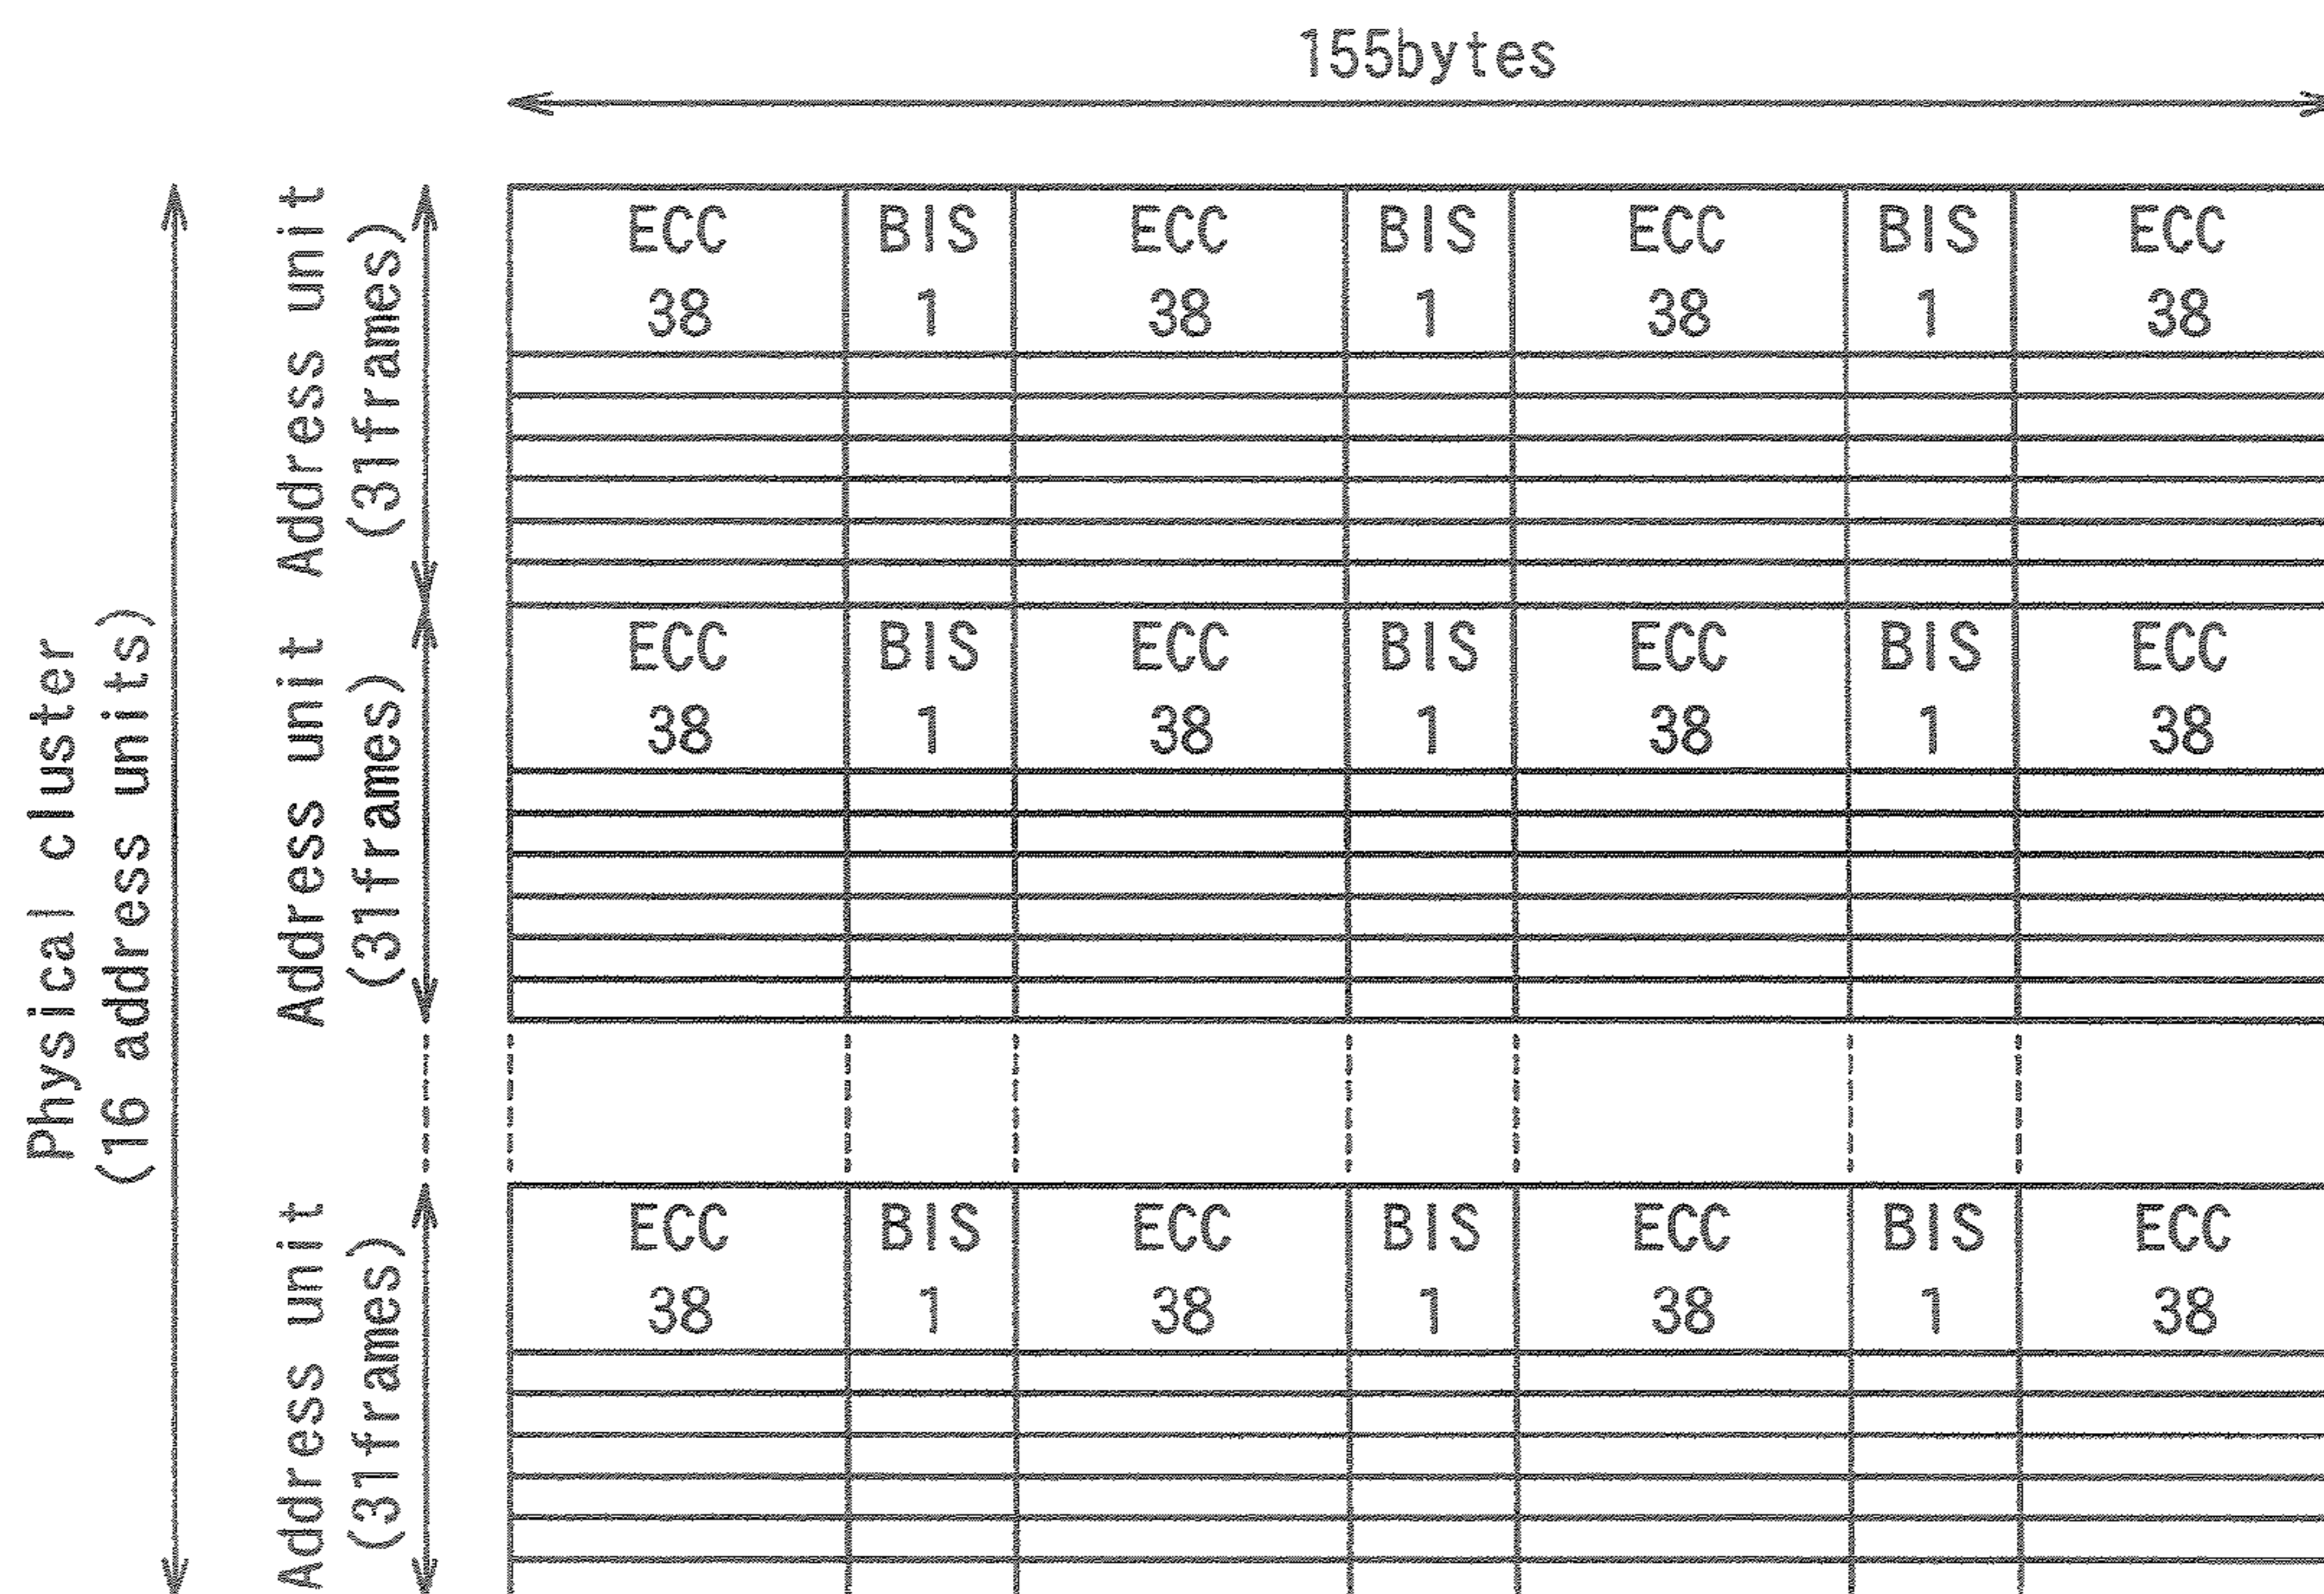 155bytes
Physical cluster
(16 address units)
Address unit
(31frames)
ECC BIS ECC BIS ECC BIS ECC
38 1 38 1 38 1 38
Address unit
(31frames)
ECC BIS ECC BIS ECC BIS ECC
38 1 38 1 38 1 38
Address unit
(31frames)
ECC BIS ECC BIS ECC BIS ECC
38 1 38 1 38 1 38